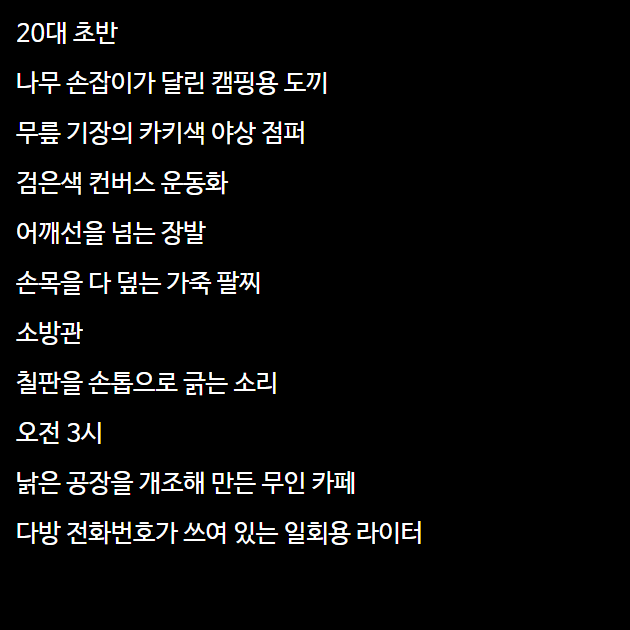 20대 초반
나무 손잡이가 달린 캠핑용 도끼
무릎 기장의 카키색 야상 점퍼
검은색 컨버스 운동화
어깨선을 넘는 장발
손목을 다 덮는 가죽 팔찌
소방관
칠판을 손톱으로 긁는 소리
오전 3시
낡은 공장을 개조해 만든 무인 카페
다방 전화번호가 쓰여 있는 일회용 라이터